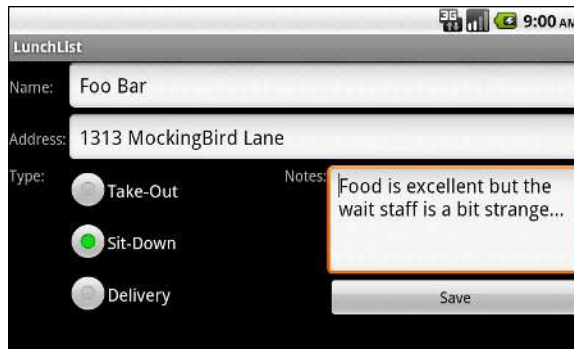 3G 9:00 AM
LunchList
Name: Foo Bar
Address: 1313 MockingBird Lane
Type:
Take-Out
Sit-Down
Delivery
Notes:
Food is excellent but the
wait staff is a bit strange...
Save